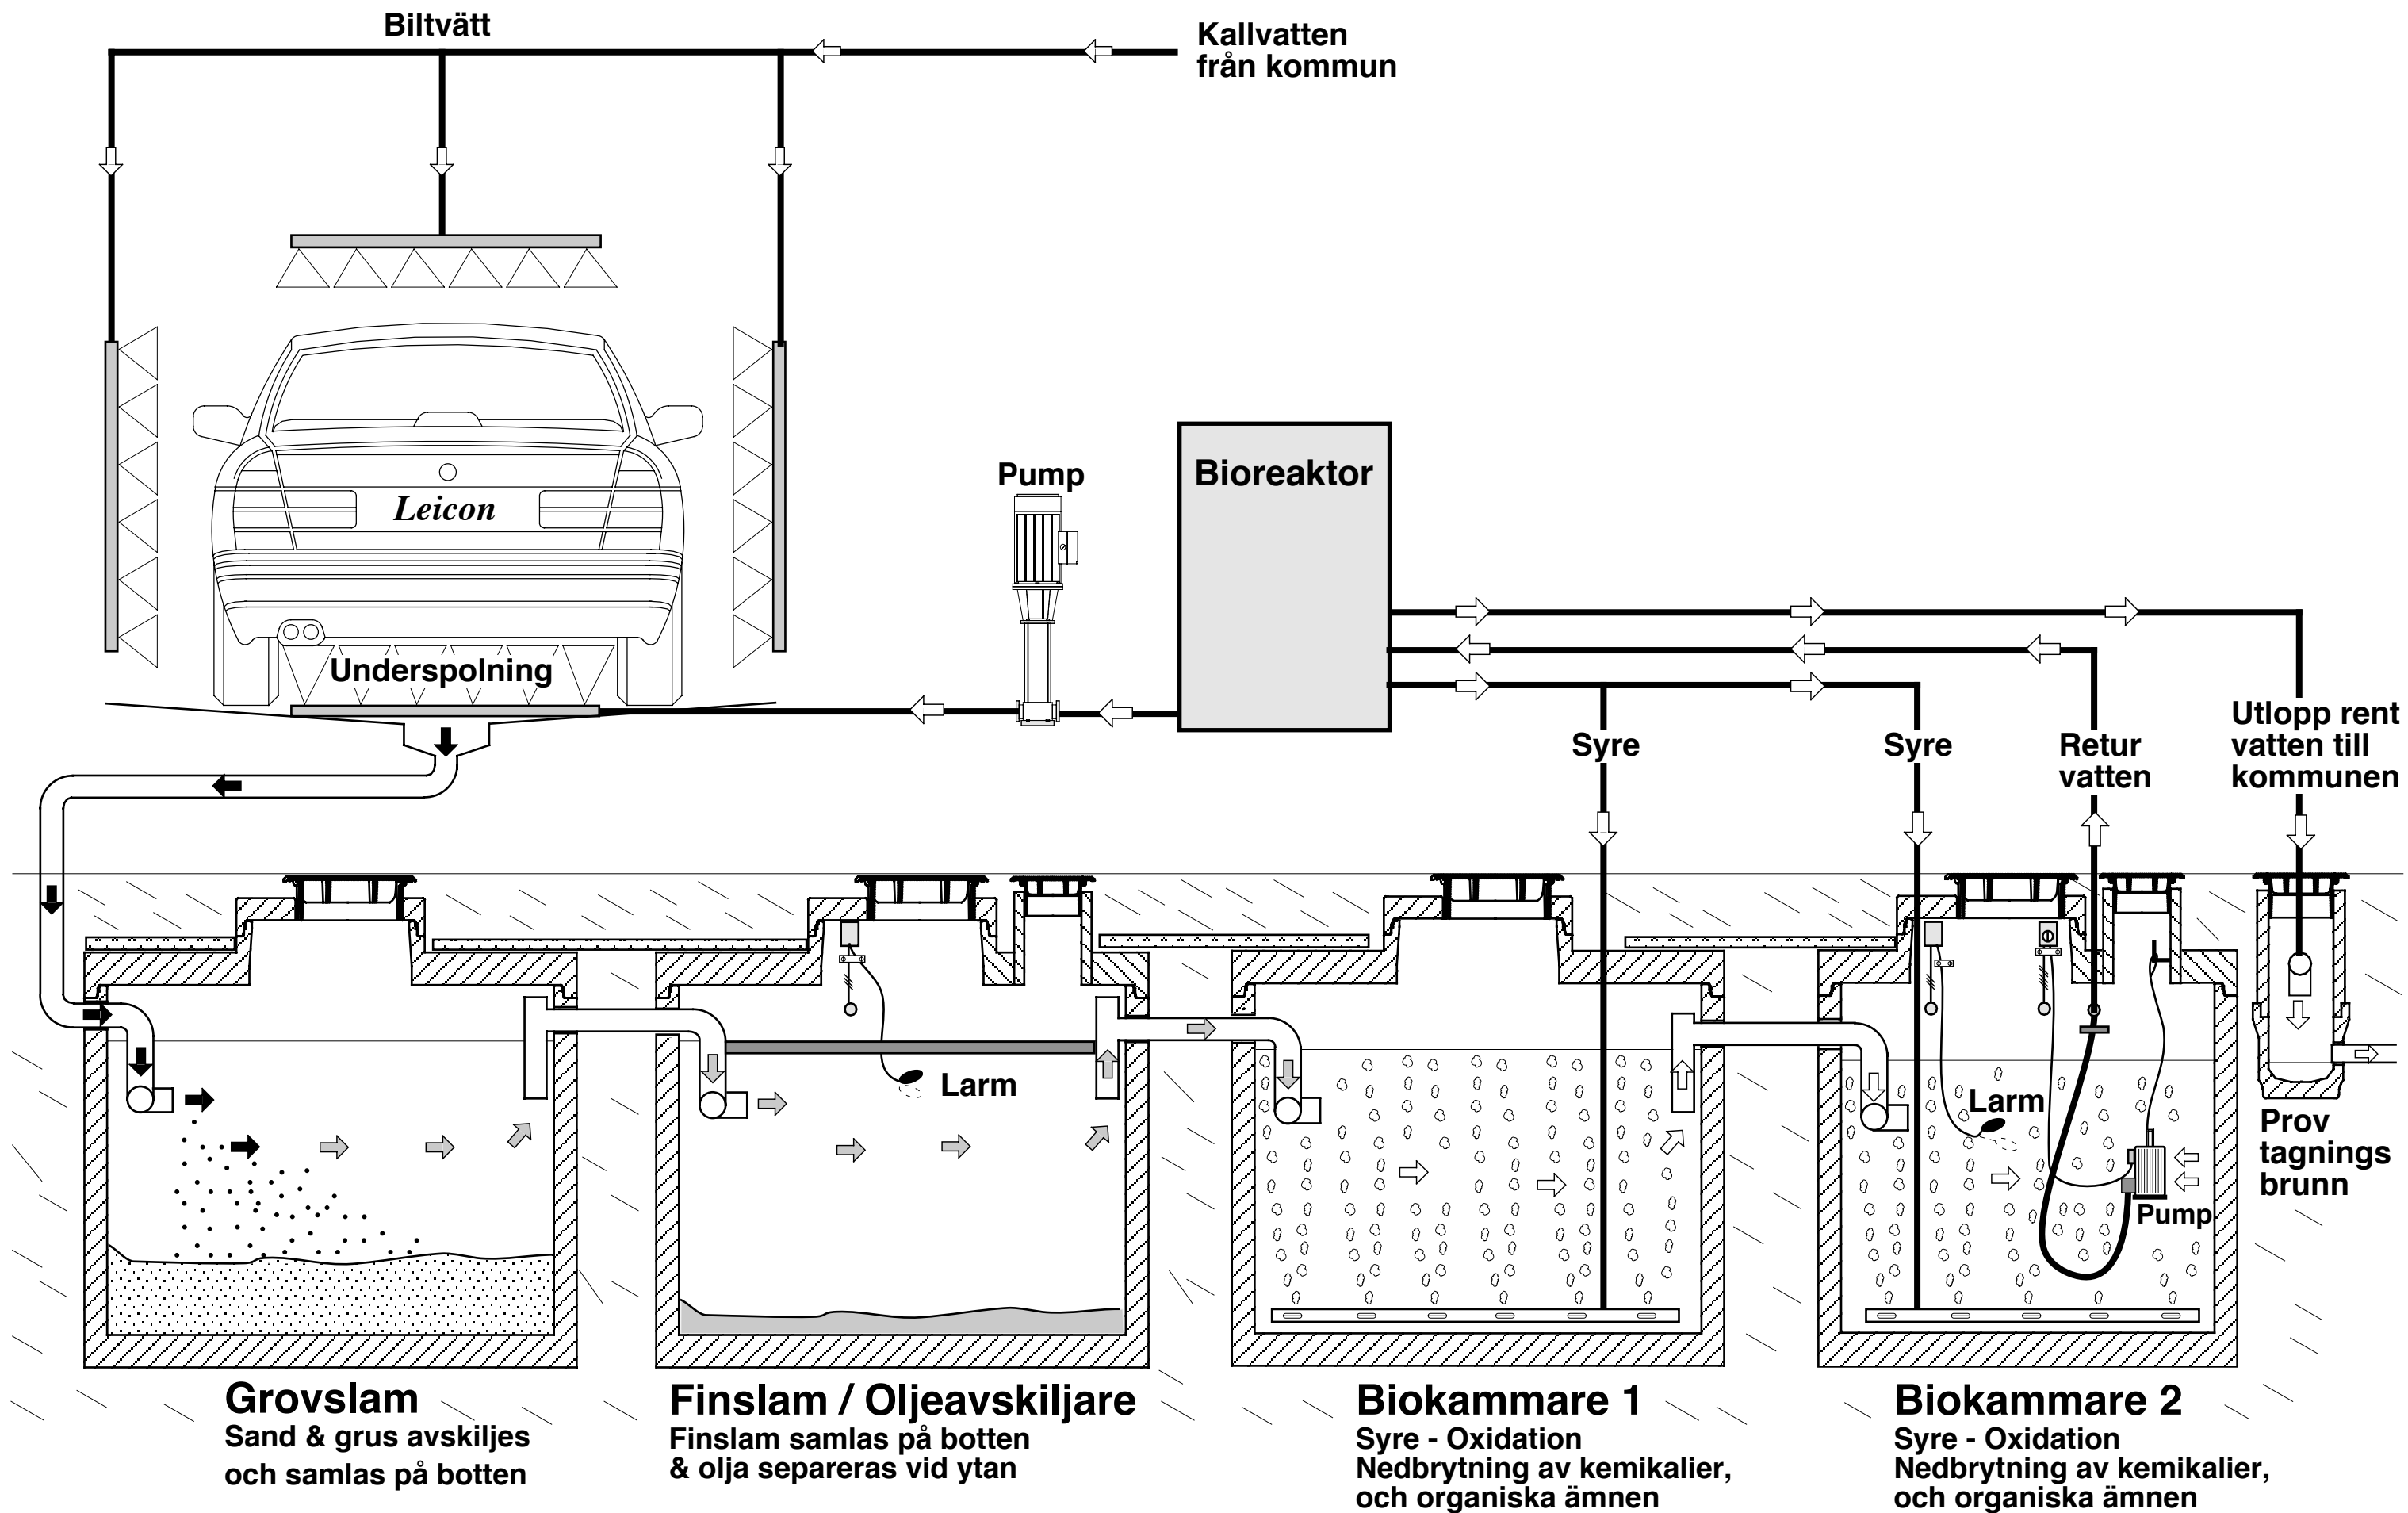 Biltvätt
Kallvatten
från kommun
Pump
Bioreaktor
Leicon
Underspolning
Syre
Syre
Retur
vatten
Utlopp rent
vatten till
kommunen
Larm
Larm
Pump
Prov
tagnings
brunn
Grovslam
Sand & grus avskiljes
och samlas på botten
Finslam / Oljeavskiljare
Finslam samlas på botten
& olja separeras vid ytan
Biokammare 1
Syre - Oxidation
Nedbrytning av kemikalier,
och organiska ämnen
Biokammare 2
Syre - Oxidation
Nedbrytning av kemikalier,
och organiska ämnen